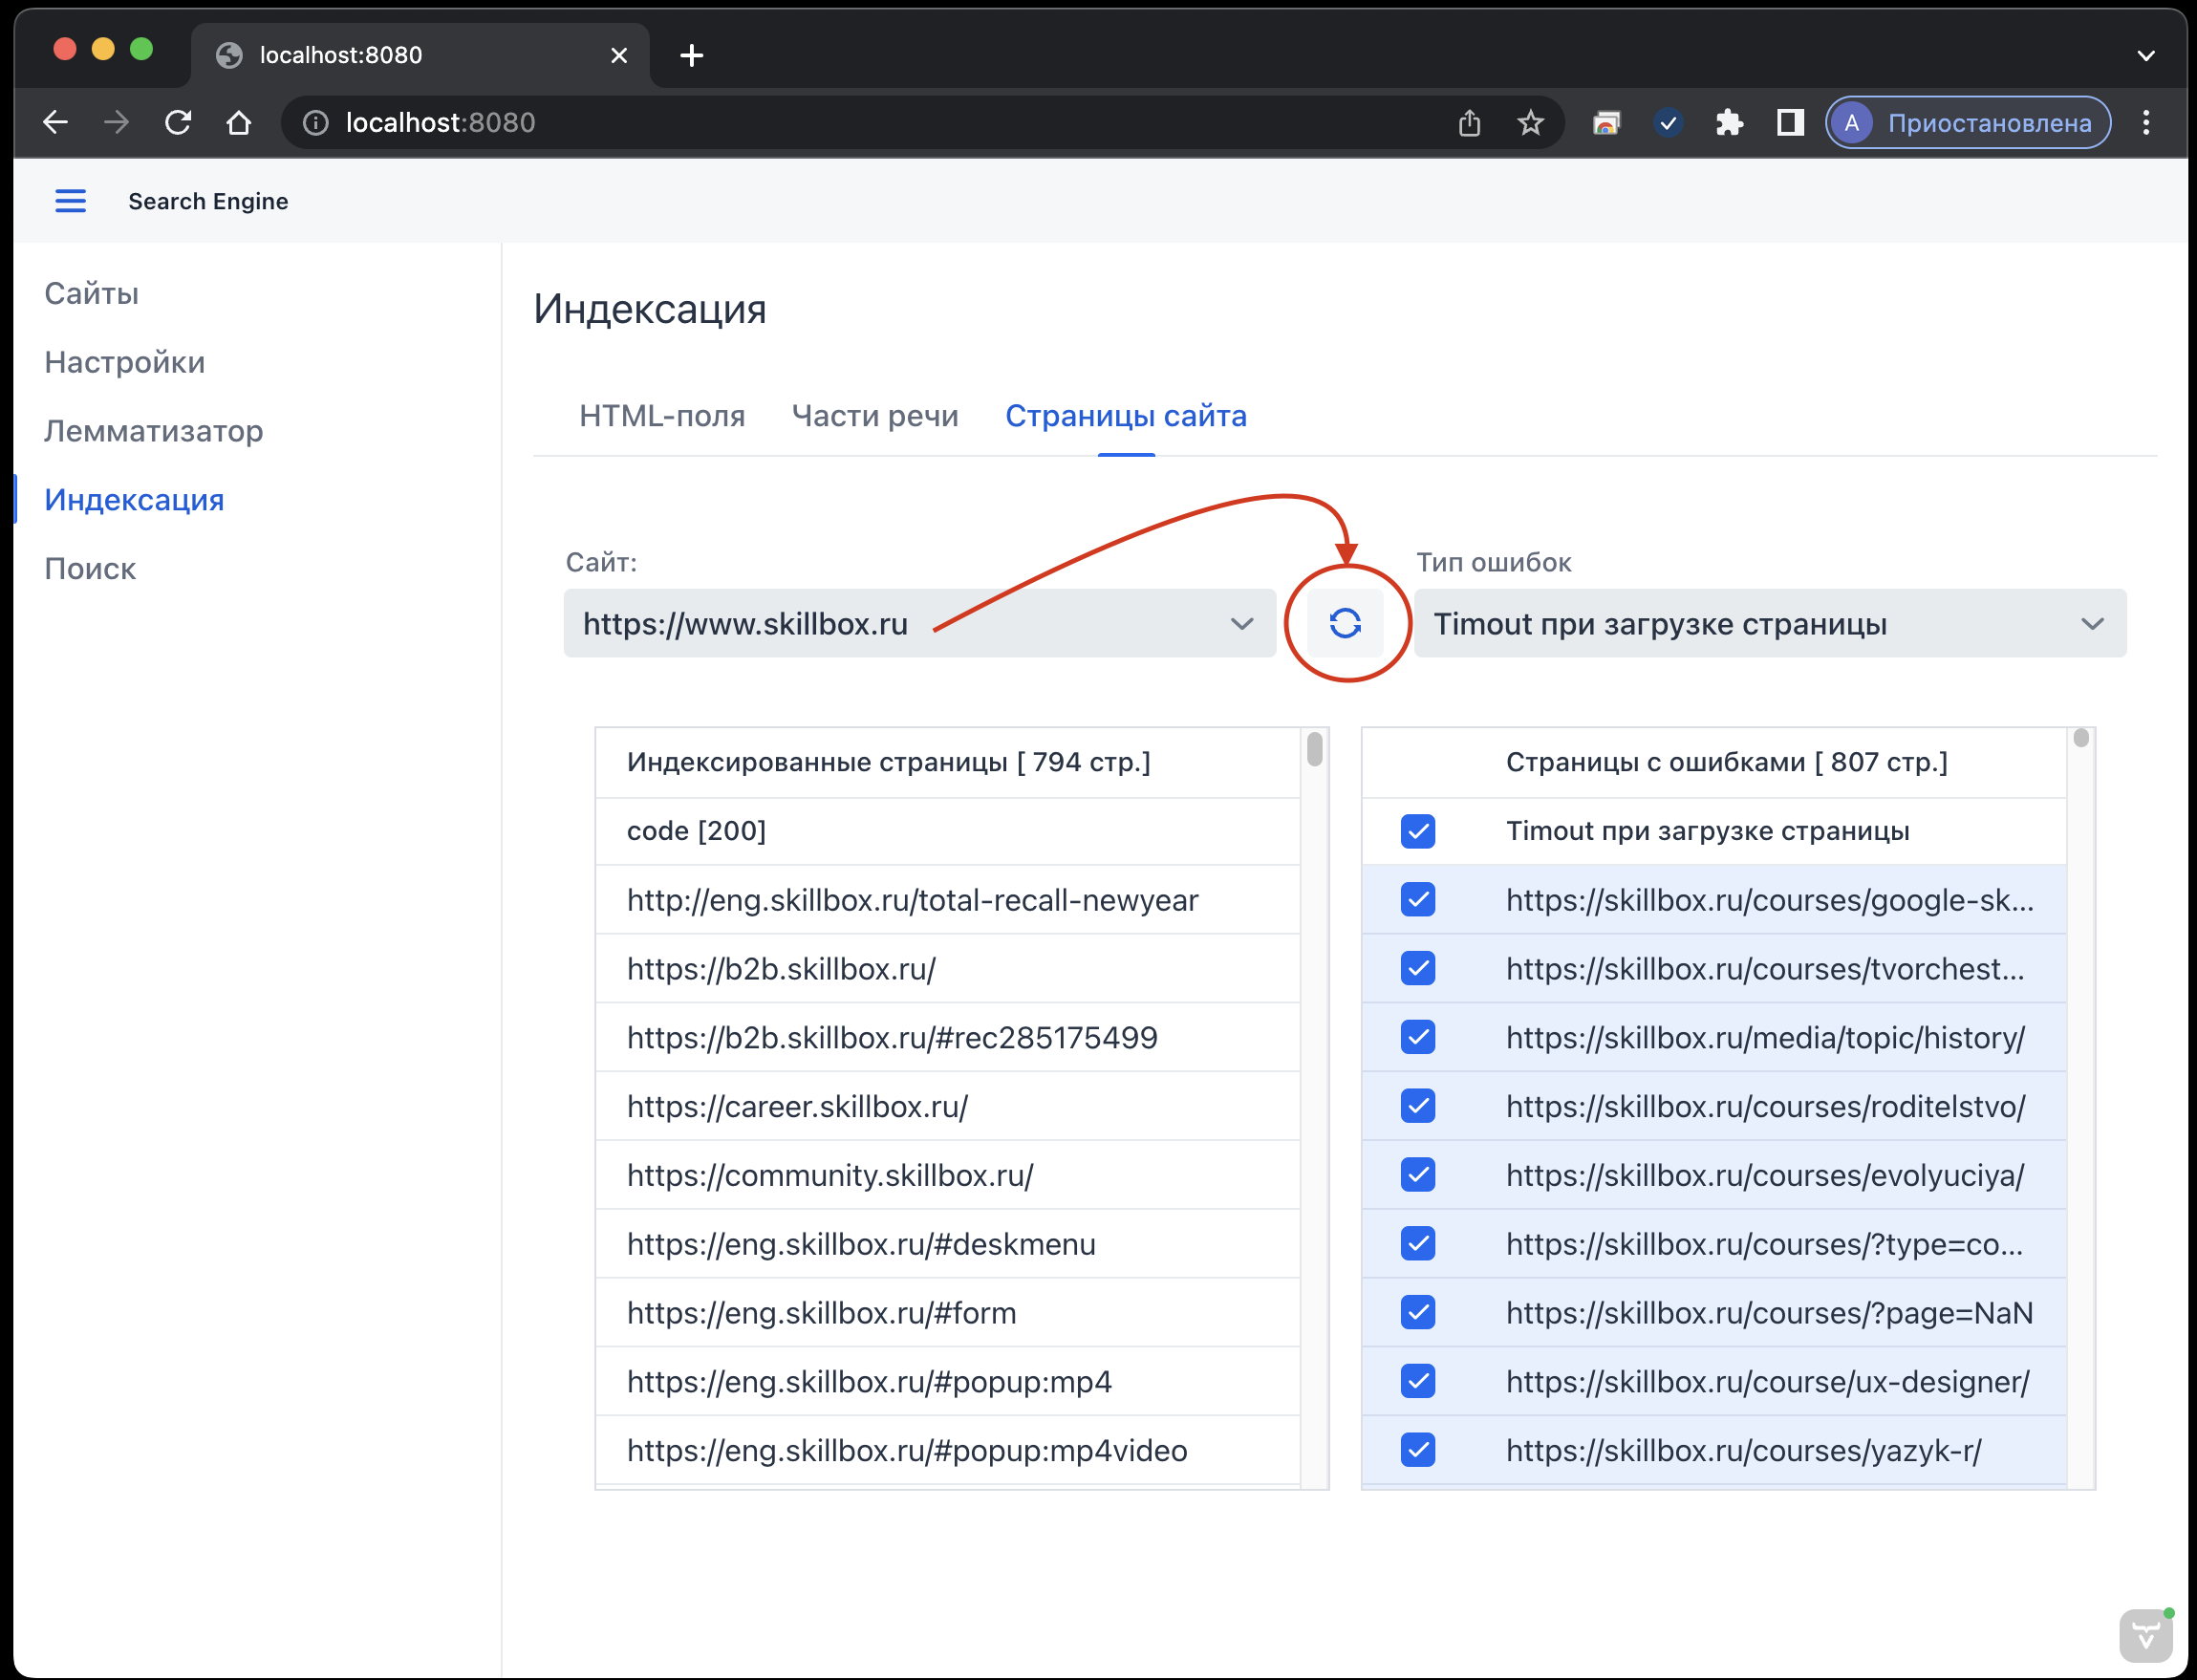 localhost:8080
localhost:8080
A Приостановлена
Search Engine
Сайты
Настройки
Лемматизатор
Индексация
Поиск
Индексация
HTML-поля Части речи Страницы сайта
Сайт: Тип ошибок
https://www.skillbox.ru Timout при загрузке страницы
Индексированные страницы [ 794 стр.]
code [200]
http://eng.skillbox.ru/total-recall-newyear
https://b2b.skillbox.ru/
https://b2b.skillbox.ru/#rec285175499
https://career.skillbox.ru/
https://community.skillbox.ru/
https://eng.skillbox.ru/#deskmenu
https://eng.skillbox.ru/#form
https://eng.skillbox.ru/#popup:mp4
https://eng.skillbox.ru/#popup:mp4video
Страницы с ошибками [ 807 стр.]
Timout при загрузке страницы
https://skillbox.ru/courses/google-sk...
https://skillbox.ru/courses/tvorchest...
https://skillbox.ru/media/topic/history/
https://skillbox.ru/courses/roditelstvo/
https://skillbox.ru/courses/evolyuciya/
https://skillbox.ru/courses/?type=co...
https://skillbox.ru/courses/?page=NaN
https://skillbox.ru/course/ux-designer/
https://skillbox.ru/courses/yazyk-r/